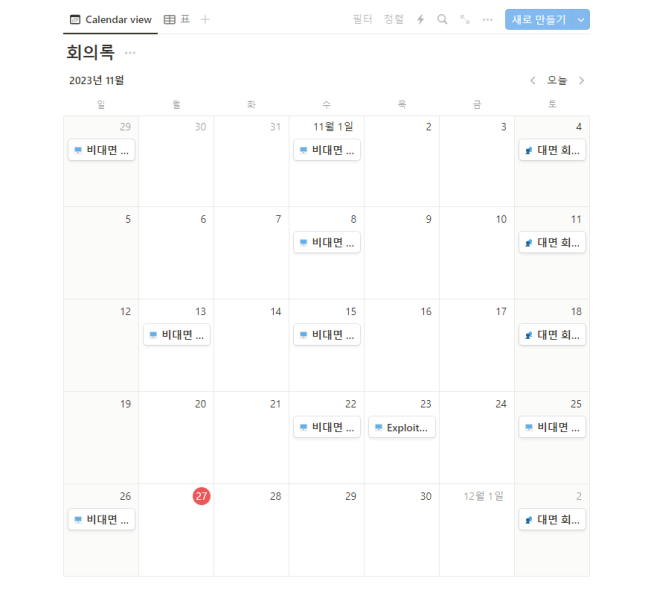 Calendar view 표
필터 정렬 새로 만들기
회의록
2023년 11월 오늘
일 월 화 수 목 금 토
29 30 31 11월 1일 2 3 4
비대면 ... 비대면 ... 대면 회...
5 6 7 8 9 10 11
비대면 ... 대면 회...
12 13 14 15 16 17 18
비대면 ... 비대면 ... 대면 회...
19 20 21 22 23 24 25
비대면 ... Exploit... 비대면 ...
26 27 28 29 30 12월 1일 2
비대면 ... 대면 회...